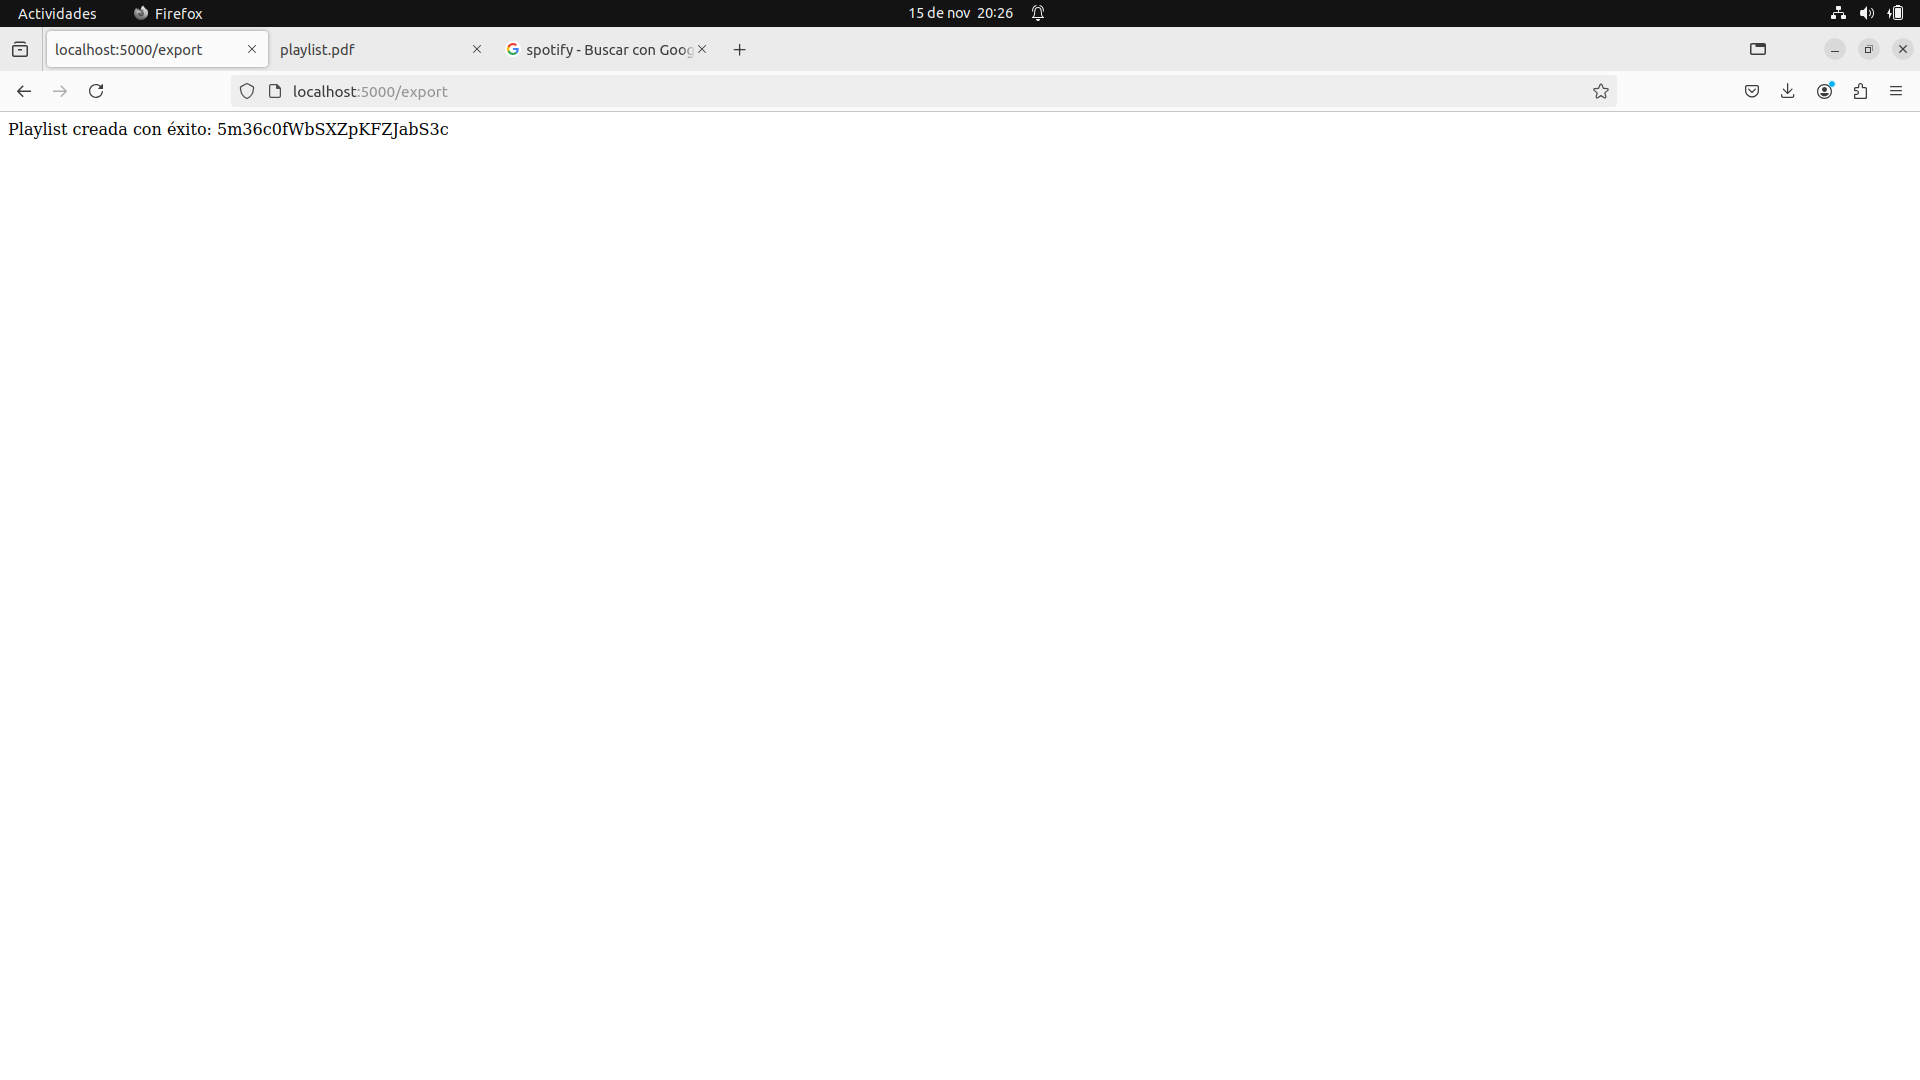 Actividades
Firefox
15 de nov 20:26
localhost:5000/export
playlist.pdf
spotify - Buscar con Goog
localhost:5000/export
Playlist creada con éxito: 5m36c0fWbSXZpKFZJabS3c